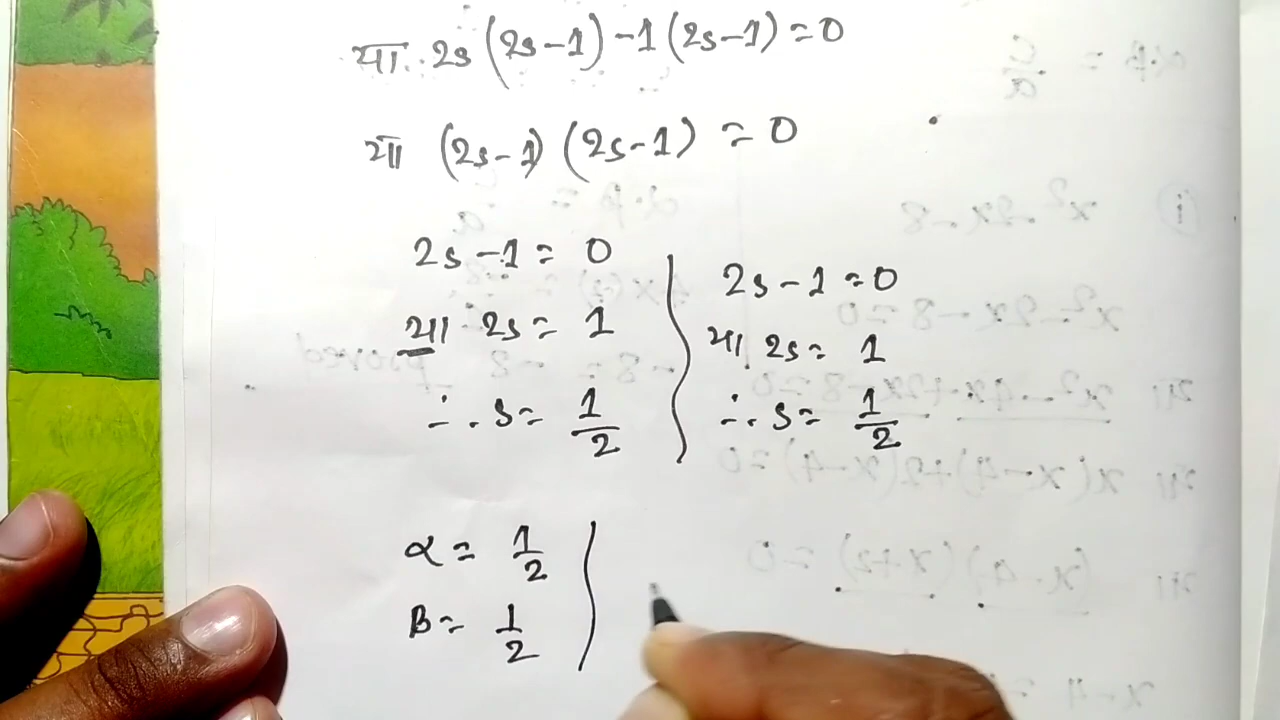 या 2s(2s-1)-1(2s-1)=0
या (2s-1)(2s-1)=0
2s-1=0
या 2s=1
∴ s=1/2
2s-1=0
या 2s=1
∴ s=1/2
α=1/2
β=1/2